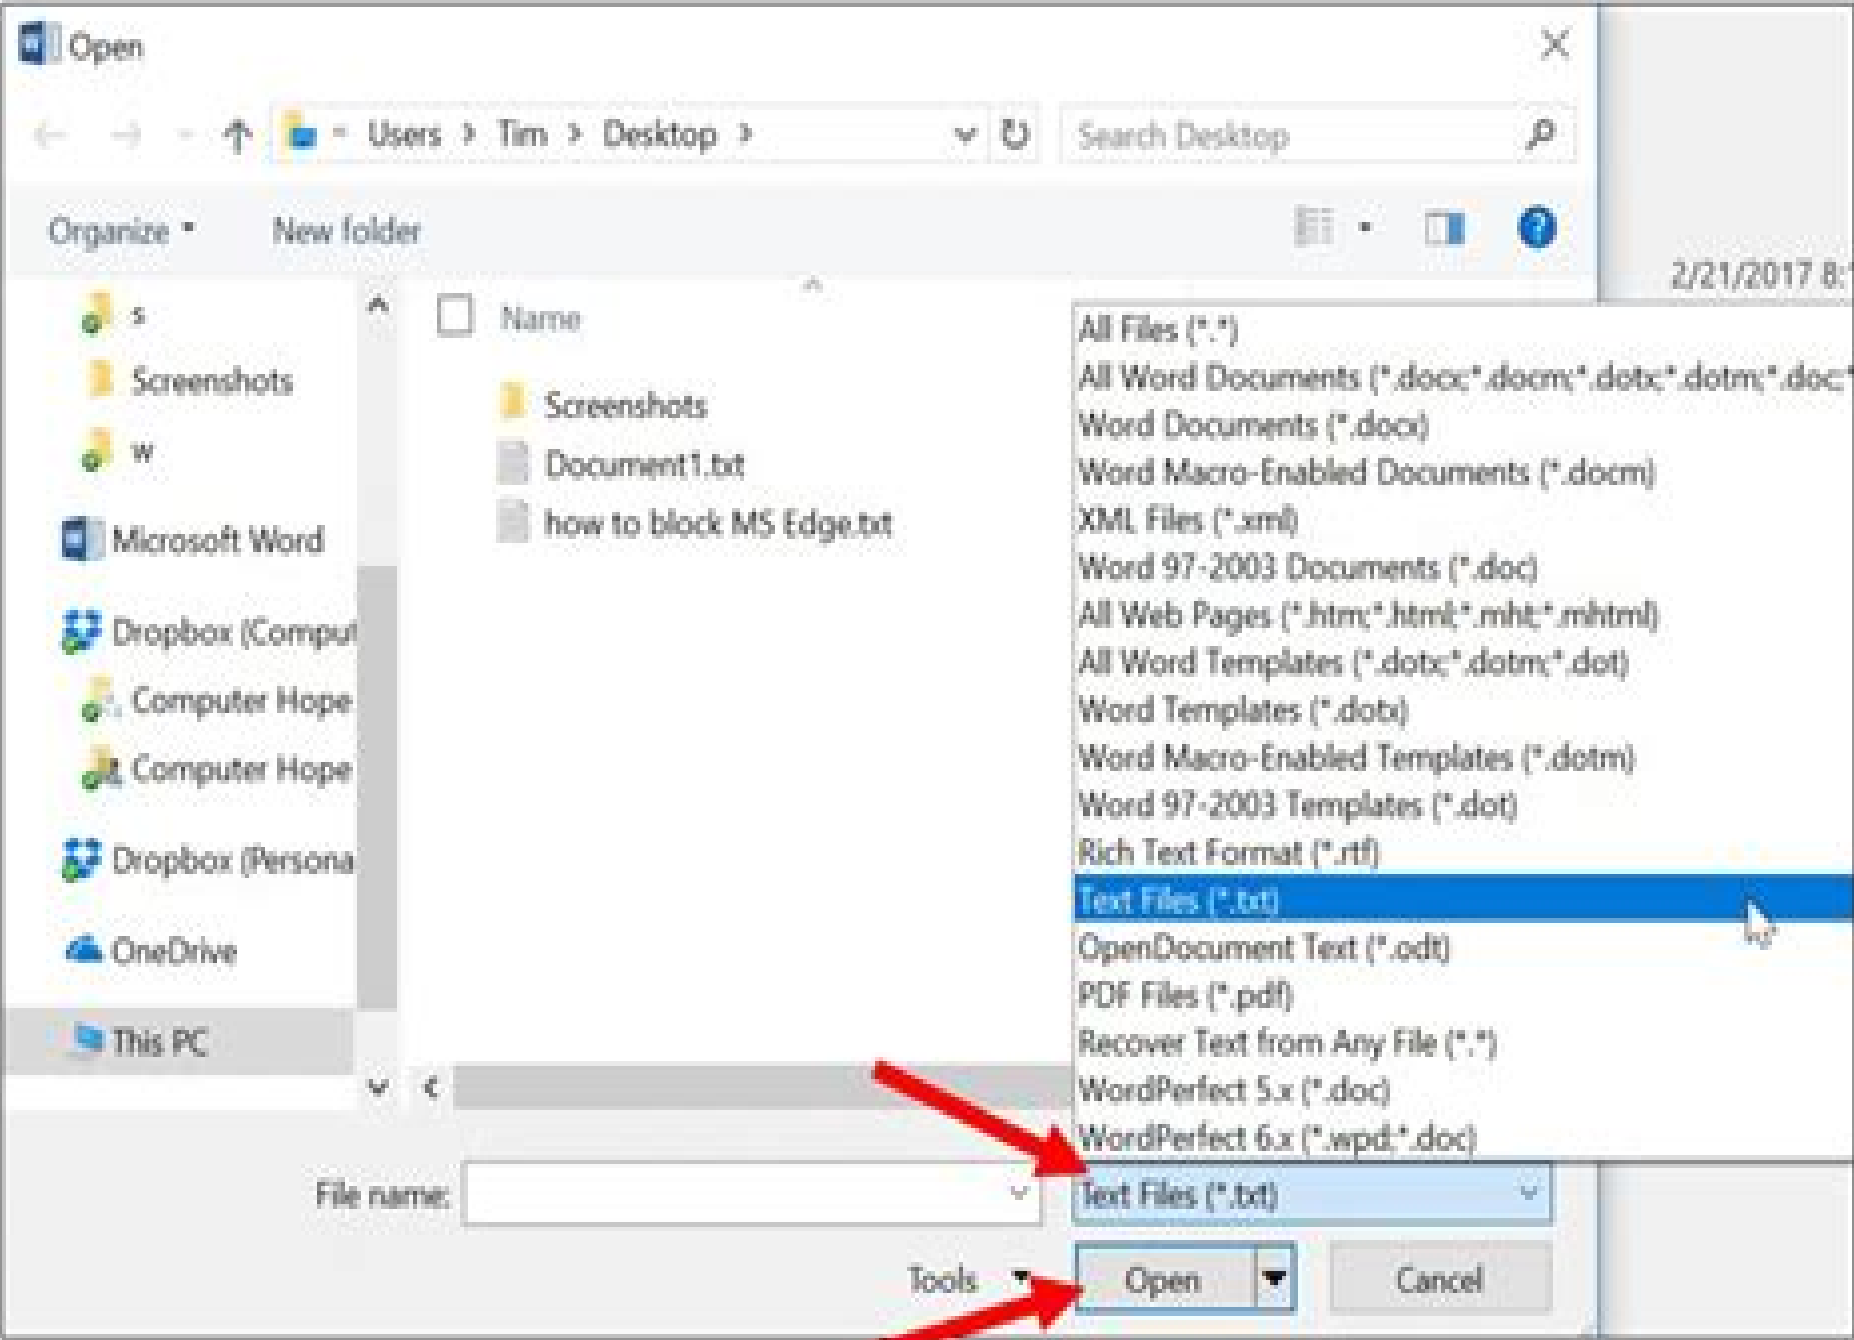 Open
Users > Tim > Desktop >
Search Desktop
Organize
New folder
2/21/2017 8:
s
Screenshots
w
Microsoft Word
Dropbox (Comput
Computer Hope
Computer Hope
Dropbox (Persona
OneDrive
This PC
Name
Screenshots
Document1.txt
how to block MS Edge.txt
All Files (*.*)
All Word Documents (*.docx;*.docm;*.dotx;*.dotm;*.doc;*
Word Documents (*.docx)
Word Macro-Enabled Documents (*.docm)
XML Files (*.xml)
Word 97-2003 Documents (*.doc)
All Web Pages (*.htm;*.html;*.mht;*.mhtml)
All Word Templates (*.dotx;*.dotm;*.dot)
Word Templates (*.dotx)
Word Macro-Enabled Templates (*.dotm)
Word 97-2003 Templates (*.dot)
Rich Text Format (*.rtf)
Text Files (*.txt)
OpenDocument Text (*.odt)
PDF Files (*.pdf)
Recover Text from Any File (*.*)
WordPerfect 5.x (*.doc)
WordPerfect 6.x (*.wpd;*.doc)
File name:
Text Files (*.txt)
Tools
Open
Cancel